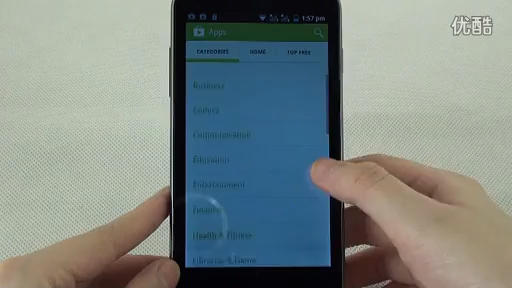 1:57 pm
优酷
Apps
CATEGORIES HOME TOP FREE
Business
Comics
Communication
Education
Entertainment
Finance
Health & Fitness
Libraries & Demo